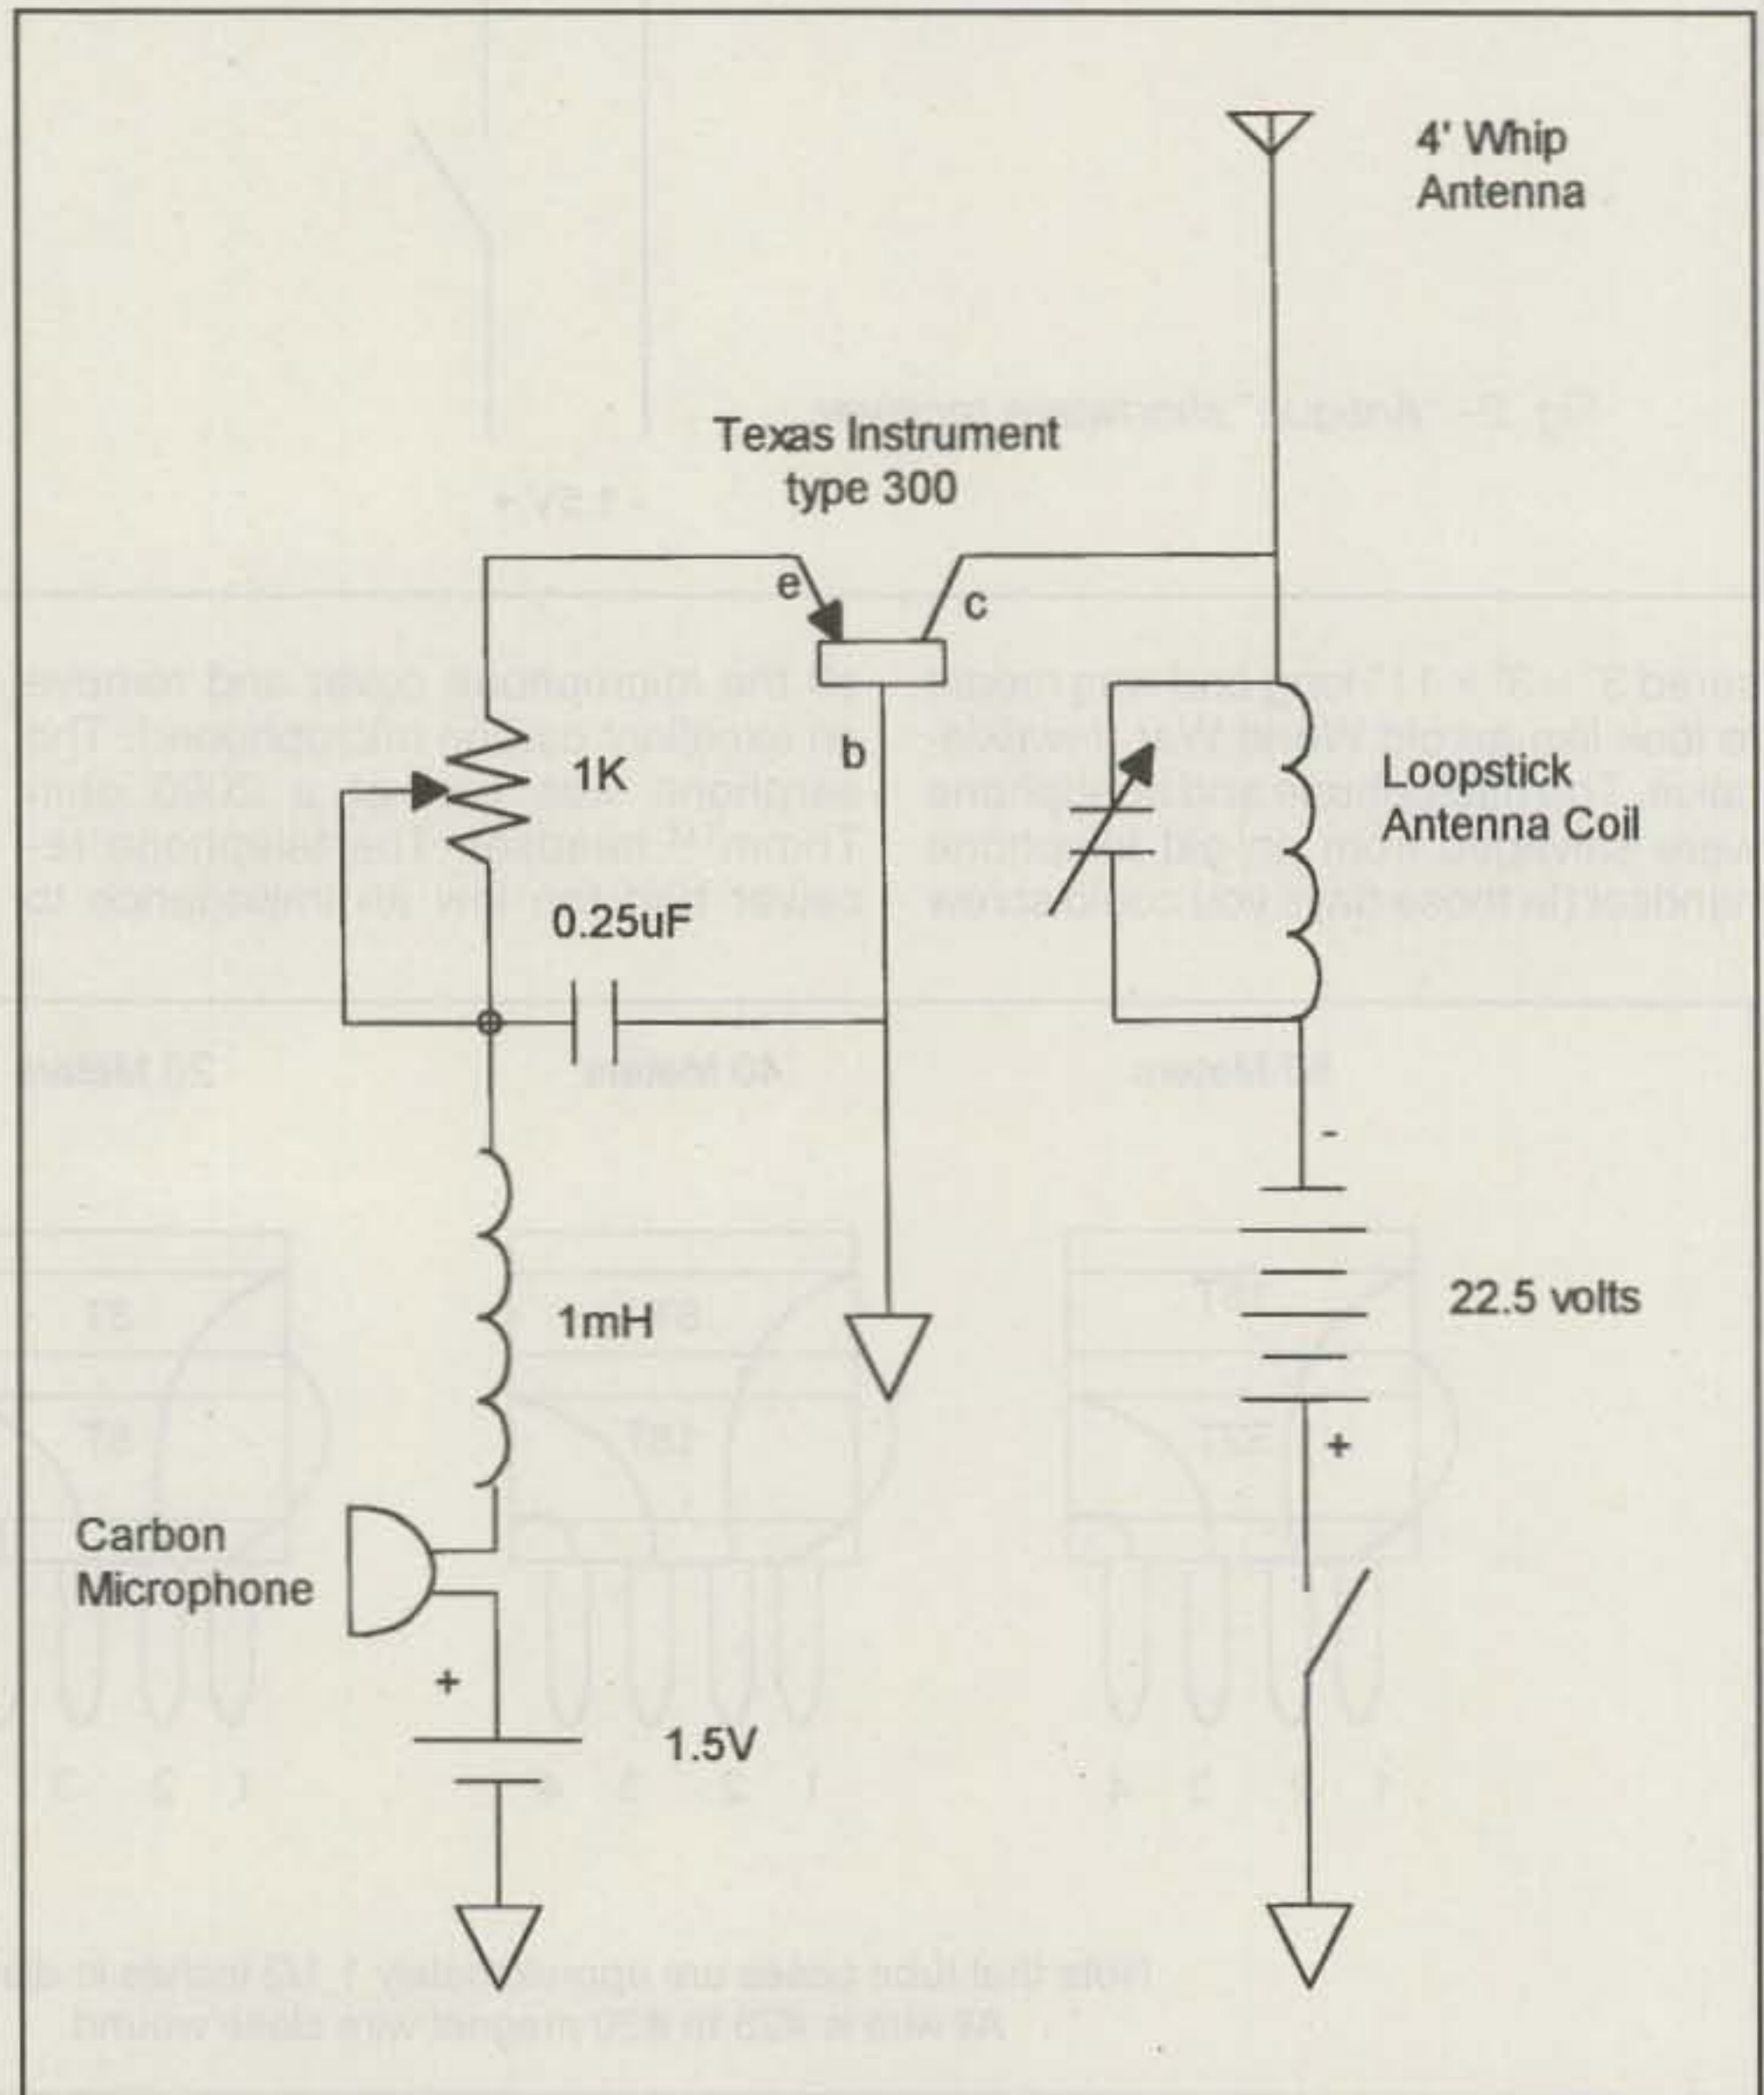 4' Whip
Antenna
Texas Instrument
type 300
e
c
b
1K
Loopstick
Antenna Coil
0.25uF
-
1mH
22.5 volts
+
Carbon
Microphone
+
1.5V